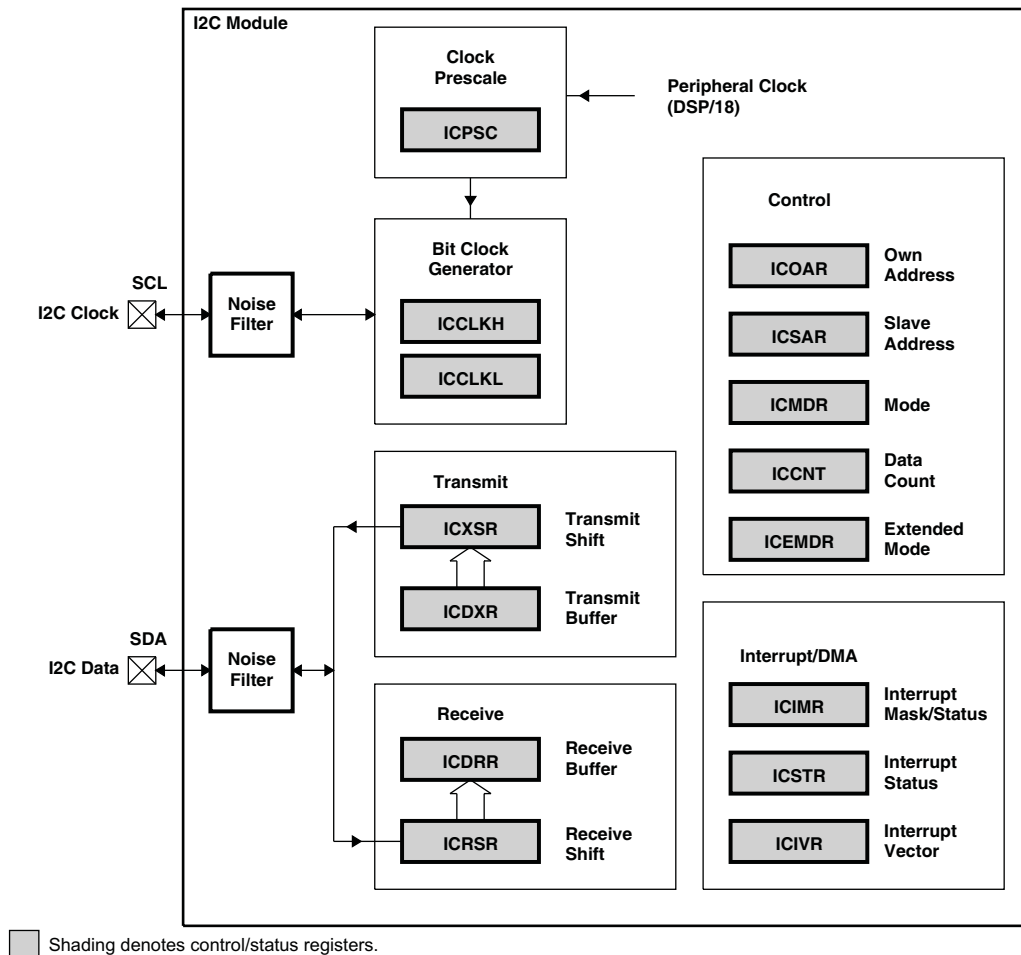 I2C Module
Clock
Prescale
ICPSC
Peripheral Clock
(DSP/18)
Bit Clock
Generator
ICCLKH
ICCLKL
SCL
I2C Clock
Noise
Filter
Control
ICOAR
Own
Address
ICSAR
Slave
Address
ICMDR
Mode
ICCNT
Data
Count
ICEMDR
Extended
Mode
Transmit
ICXSR
Transmit
Shift
ICDXR
Transmit
Buffer
SDA
I2C Data
Noise
Filter
Receive
ICDRR
Receive
Buffer
ICRSR
Receive
Shift
Interrupt/DMA
ICIMR
Interrupt
Mask/Status
ICSTR
Interrupt
Status
ICIVR
Interrupt
Vector
Shading denotes control/status registers.